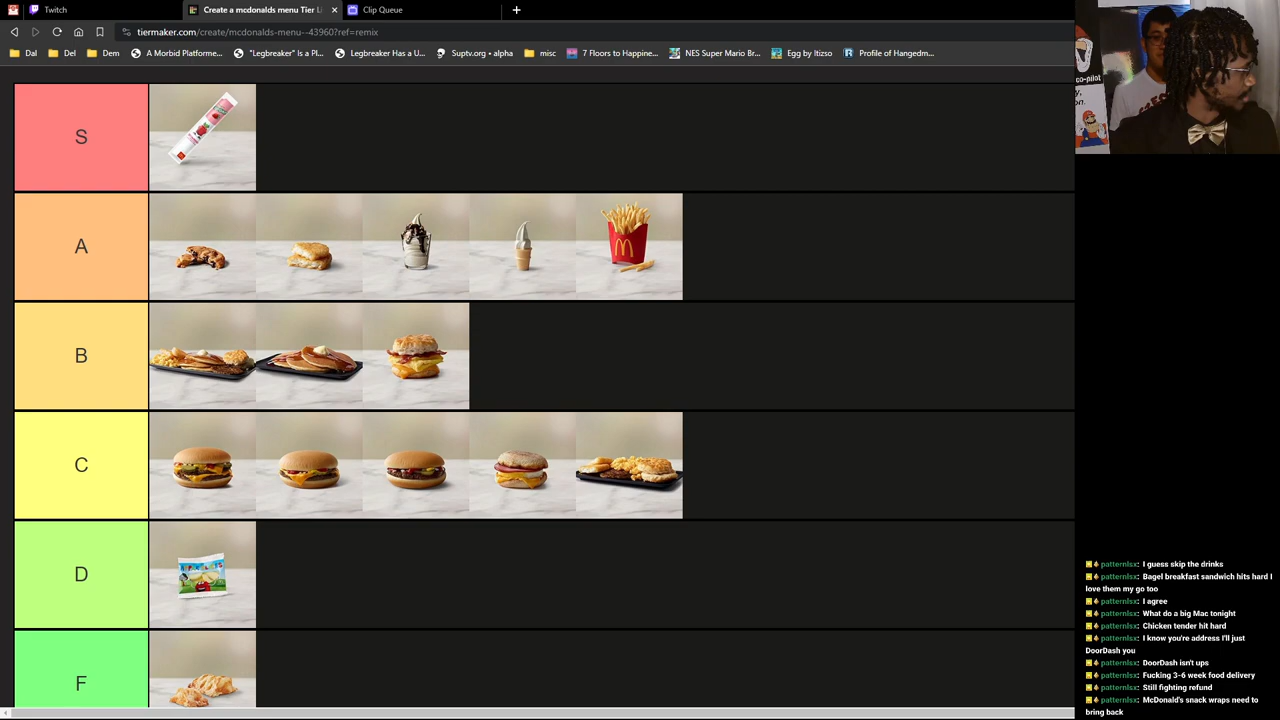 Twitch
Create a mcdonalds menu Tier Li
Clip Queue
tiermaker.com/create/mcdonalds-menu--43960?ref=remix
Dal
Del
Dem
A Morbid Platforme...
"Legbreaker" Is a Pl...
Legbreaker Has a U...
Suptv.org • alpha
misc
7 Floors to Happine...
NES Super Mario Br...
Egg by Itizso
Profile of Hangedm...
co-pilot
S
A
B
C
D
F
patternlsx: I guess skip the drinks
patternlsx: Bagel breakfast sandwich hits hard I
love them my go too
patternlsx: I agree
patternlsx: What do a big Mac tonight
patternlsx: Chicken tender hit hard
patternlsx: I know you're address I'll just
DoorDash you
patternlsx: DoorDash isn't ups
patternlsx: Fucking 3-6 week food delivery
patternlsx: Still fighting refund
patternlsx: McDonald's snack wraps need to
bring back